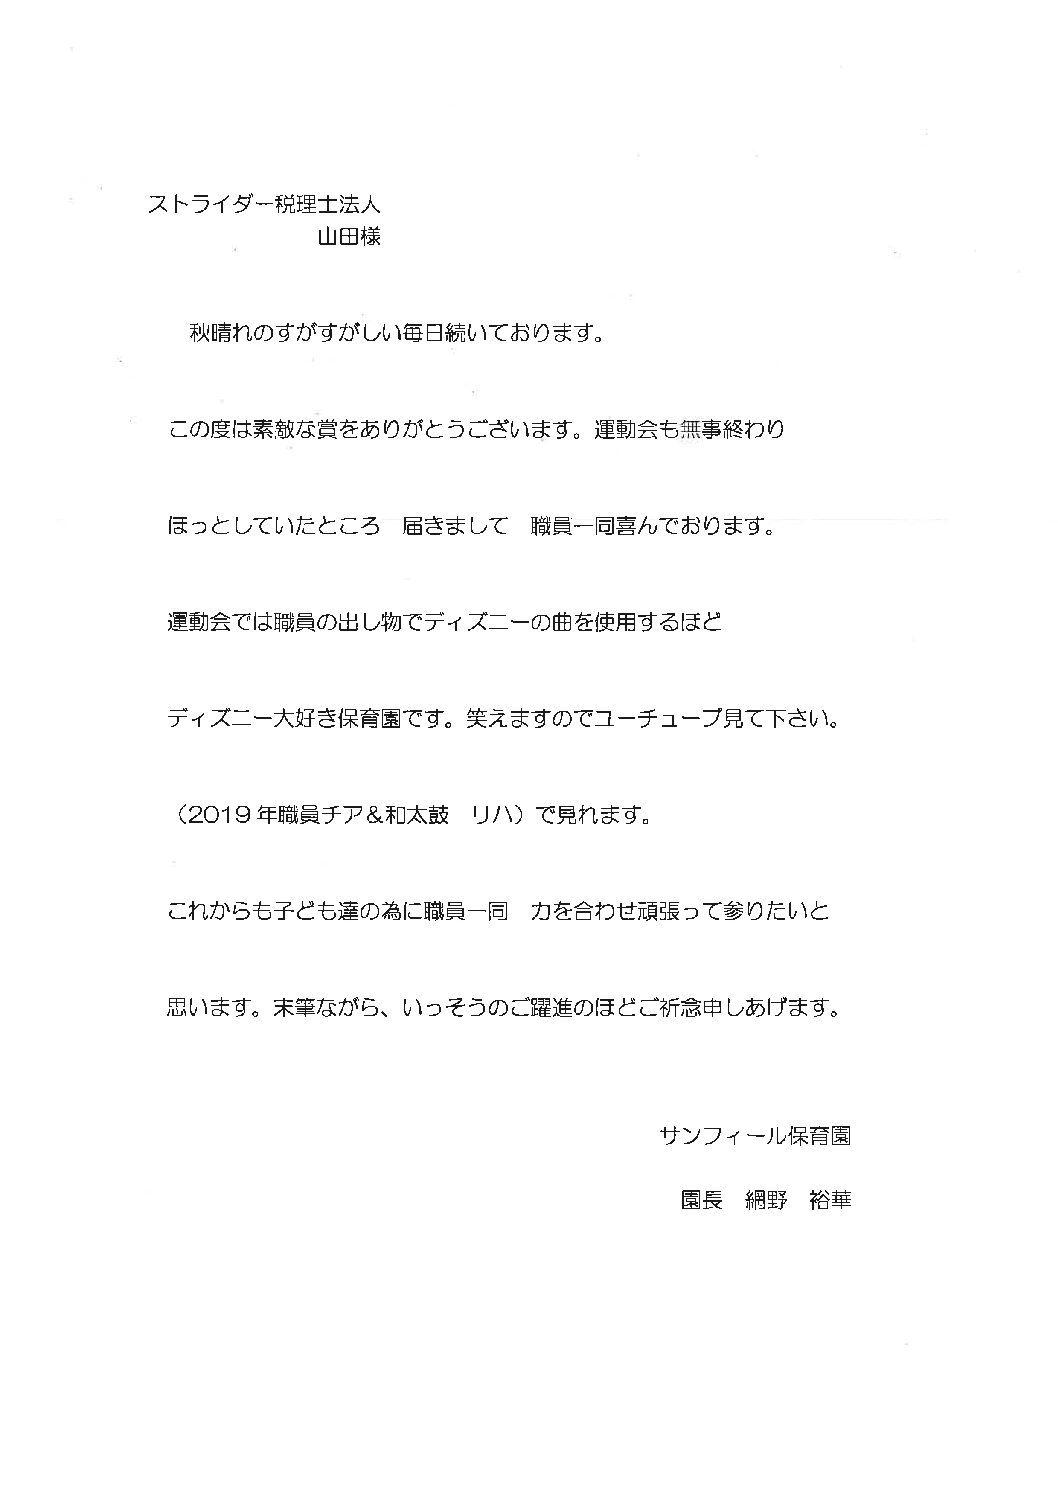 ストライダー税理士法人
山田様
秋晴れのすがすがしい毎日続いております。
この度は素敵な賞をありがとうございます。運動会も無事終わり
ほっとしていたところ　届きまして　職員一同喜んでおります。
運動会では職員の出し物でディズニーの曲を使用するほど
ディズニー大好き保育園です。笑えますのでユーチューブ見て下さい。
（2019年職員チア＆和太鼓　リハ）で見れます。
これからも子ども達の為に職員一同　力を合わせ頑張って参りたいと
思います。末筆ながら、いっそうのご躍進のほどご祈念申しあげます。
サンフィール保育園
園長　網野　裕華